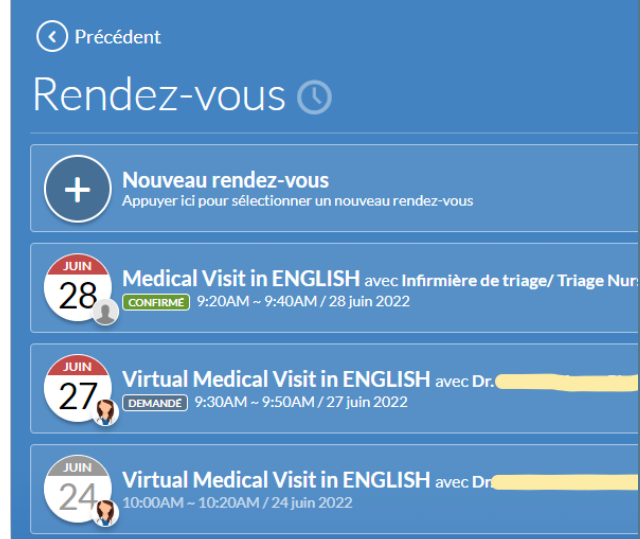 Précédent
Rendez-vous
Nouveau rendez-vous
Appuyer ici pour sélectionner un nouveau rendez-vous
JUIN
28
Medical Visit in ENGLISH avec Infirmière de triage/ Triage Nur
CONFIRMÉ 9:20AM ~ 9:40AM / 28 juin 2022
JUIN
27
Virtual Medical Visit in ENGLISH avec Dr.
DEMANDÉ 9:30AM ~ 9:50AM / 27 juin 2022
JUIN
24
Virtual Medical Visit in ENGLISH avec Dr
10:00AM ~ 10:20AM / 24 juin 2022